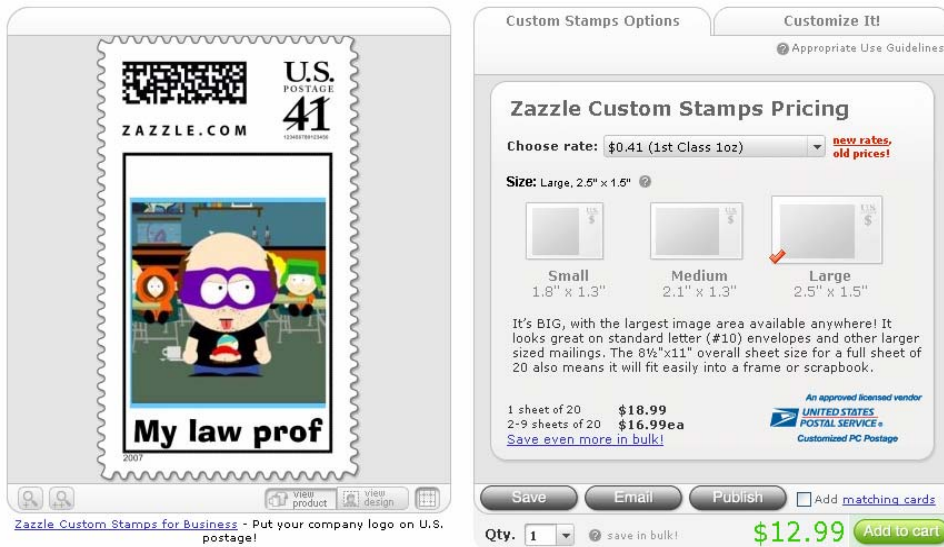 U.S.
POSTAGE
41
ZAZZLE.COM
My law prof
2007
view product
view design
Zazzle Custom Stamps for Business - Put your company logo on U.S.
postage!
Custom Stamps Options
Customize It!
Appropriate Use Guidelines
Zazzle Custom Stamps Pricing
Choose rate: $0.41 (1st Class 1oz)
new rates,
old prices!
Size: Large, 2.5" x 1.5"
U.S. $
U.S. $
U.S. $
Small
1.8" x 1.3"
Medium
2.1" x 1.3"
Large
2.5" x 1.5"
It's BIG, with the largest image area available anywhere! It
looks great on standard letter (#10) envelopes and other larger
sized mailings. The 8½"x11" overall sheet size for a full sheet of
20 also means it will fit easily into a frame or scrapbook.
1 sheet of 20 $18.99
2-9 sheets of 20 $16.99ea
Save even more in bulk!
An approved licensed vendor
UNITED STATES
POSTAL SERVICE®
Customized PC Postage
Save
Email
Publish
Add matching cards
Qty. 1
save in bulk!
$12.99
Add to cart